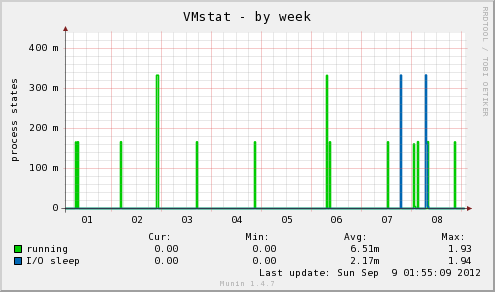 VMstat - by week
RRDTOOL / TOBI OETIKER
process states
400 m
300 m
200 m
100 m
0
01 02 03 04 05 06 07 08
Cur: Min: Avg: Max:
running 0.00 0.00 6.51m 1.93
I/O sleep 0.00 0.00 2.17m 1.94
Last update: Sun Sep 9 01:55:09 2012
Munin 1.4.7